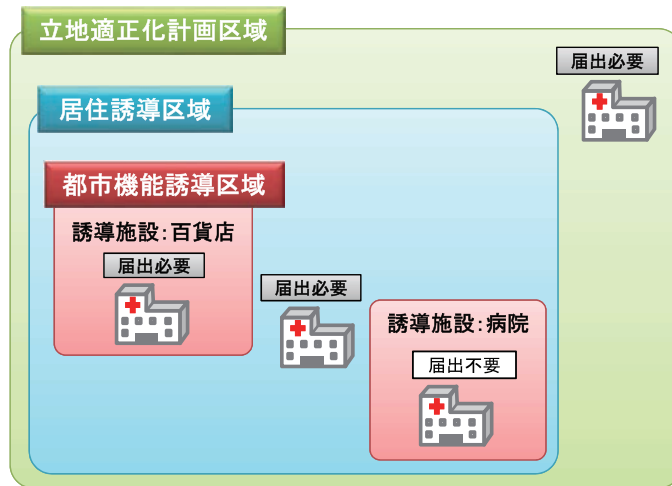 立地適正化計画区域
届出必要
居住誘導区域
都市機能誘導区域
誘導施設:百貨店
届出必要
届出必要
誘導施設:病院
届出不要